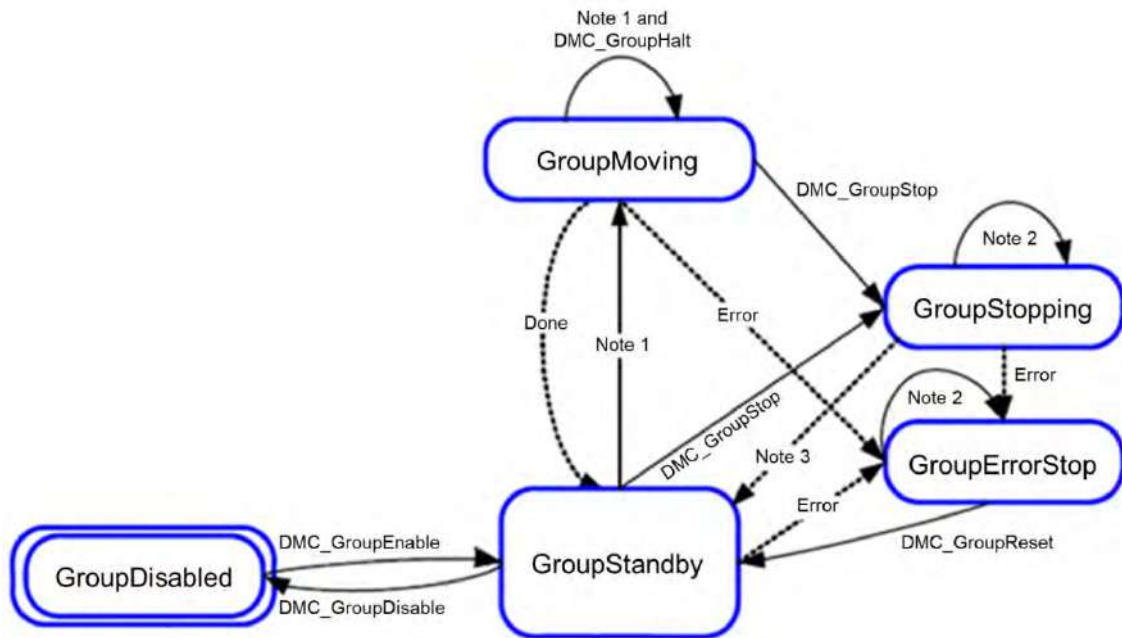 Note 1 and
DMC_GroupHalt
GroupMoving
DMC_GroupStop
Note 2
GroupStopping
Done
Error
Note 1
Error
Note 2
DMC_GroupStop
Note 3
GroupErrorStop
Error
DMC_GroupReset
DMC_GroupEnable
GroupStandby
GroupDisabled
DMC_GroupDisable